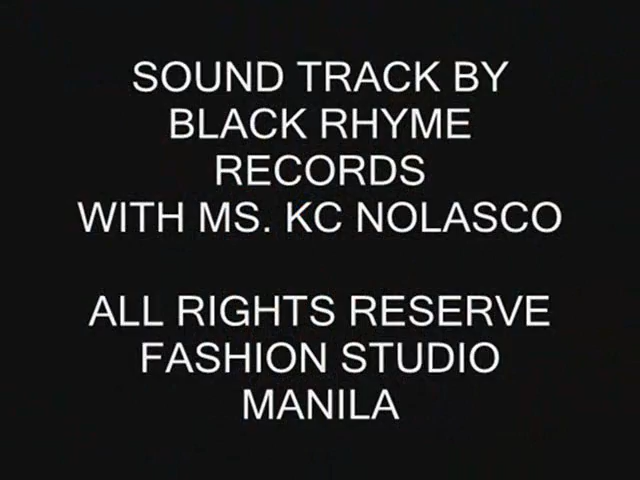 SOUND TRACK BY
BLACK RHYME
RECORDS
WITH MS. KC NOLASCO
ALL RIGHTS RESERVE
FASHION STUDIO
MANILA